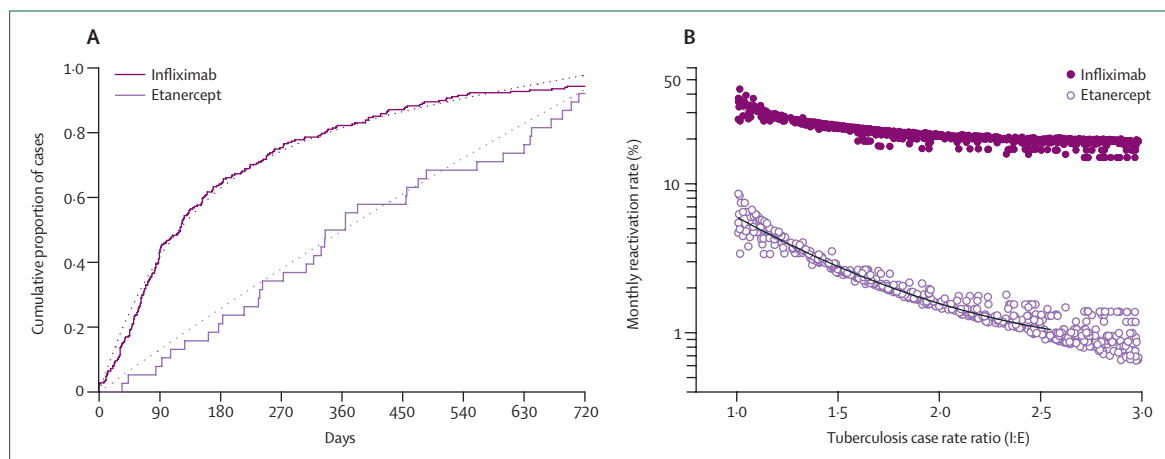 A
B
1·0
0·8
0·6
0·4
0·2
0
Cumulative proportion of cases
Infliximab
Etanercept
0 90 180 270 360 450 540 630 720
Days
50
10
1
Monthly reactivation rate (%)
Infliximab
Etanercept
1·0 1·5 2·0 2·5 3·0
Tuberculosis case rate ratio (I:E)